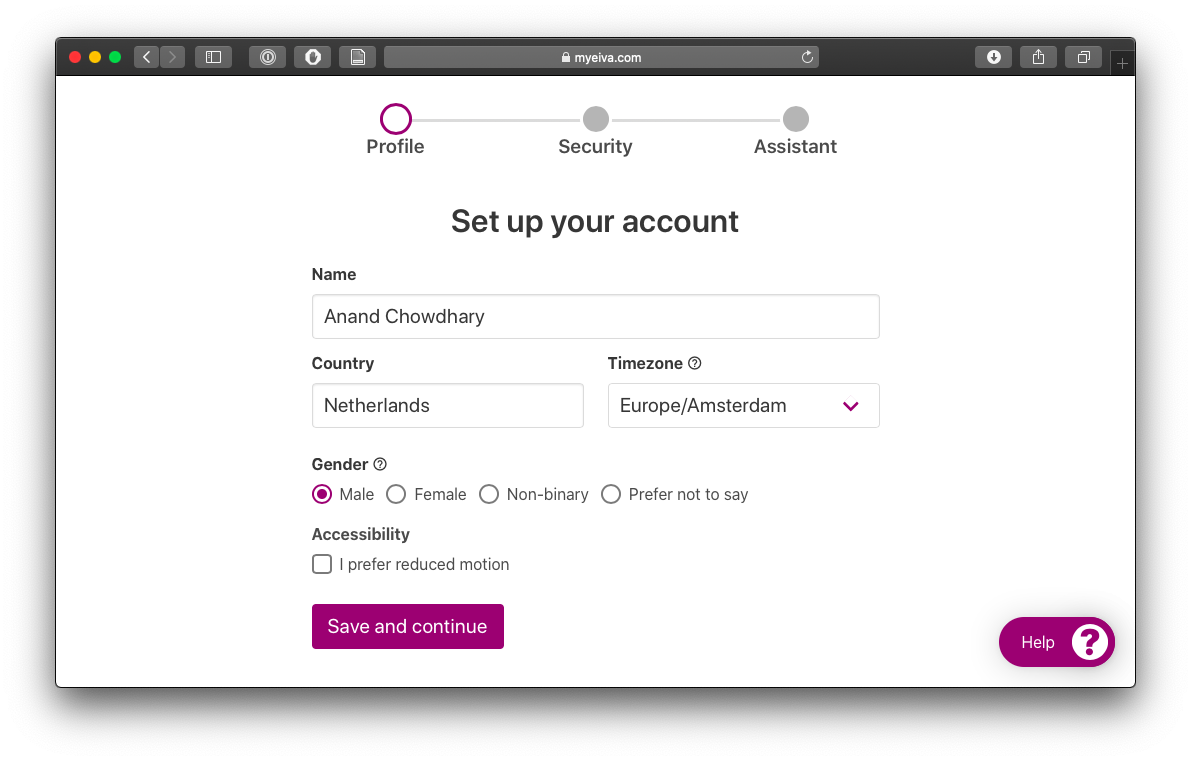 myeiva.com
Profile Security Assistant
Set up your account
Name
Anand Chowdhary
Country Timezone
Netherlands Europe/Amsterdam
Gender
Male Female Non-binary Prefer not to say
Accessibility
I prefer reduced motion
Save and continue
Help ?